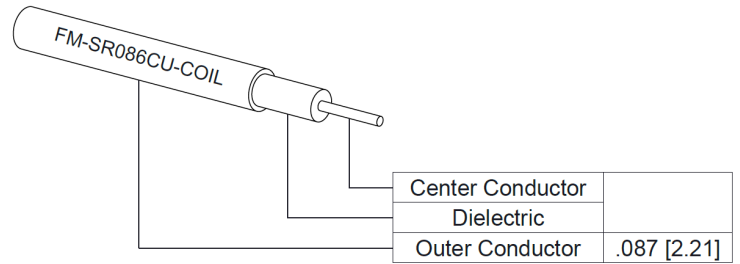 FM-SR086CU-COIL
Center Conductor
Dielectric
Outer Conductor .087 [2.21]